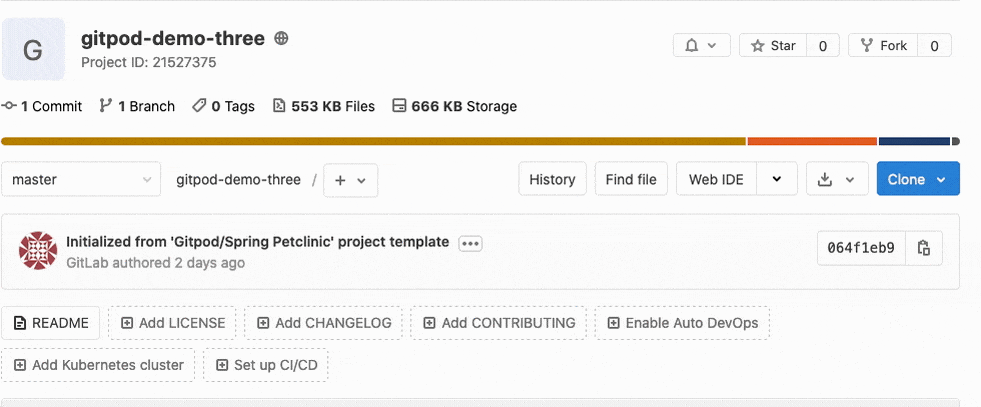 G
gitpod-demo-three
Project ID: 21527375
Star 0 Fork 0
1 Commit 1 Branch 0 Tags 553 KB Files 666 KB Storage
master gitpod-demo-three / + History Find file Web IDE Clone
Initialized from 'Gitpod/Spring Petclinic' project template
GitLab authored 2 days ago
064f1eb9
README Add LICENSE Add CHANGELOG Add CONTRIBUTING Enable Auto DevOps
Add Kubernetes cluster Set up CI/CD